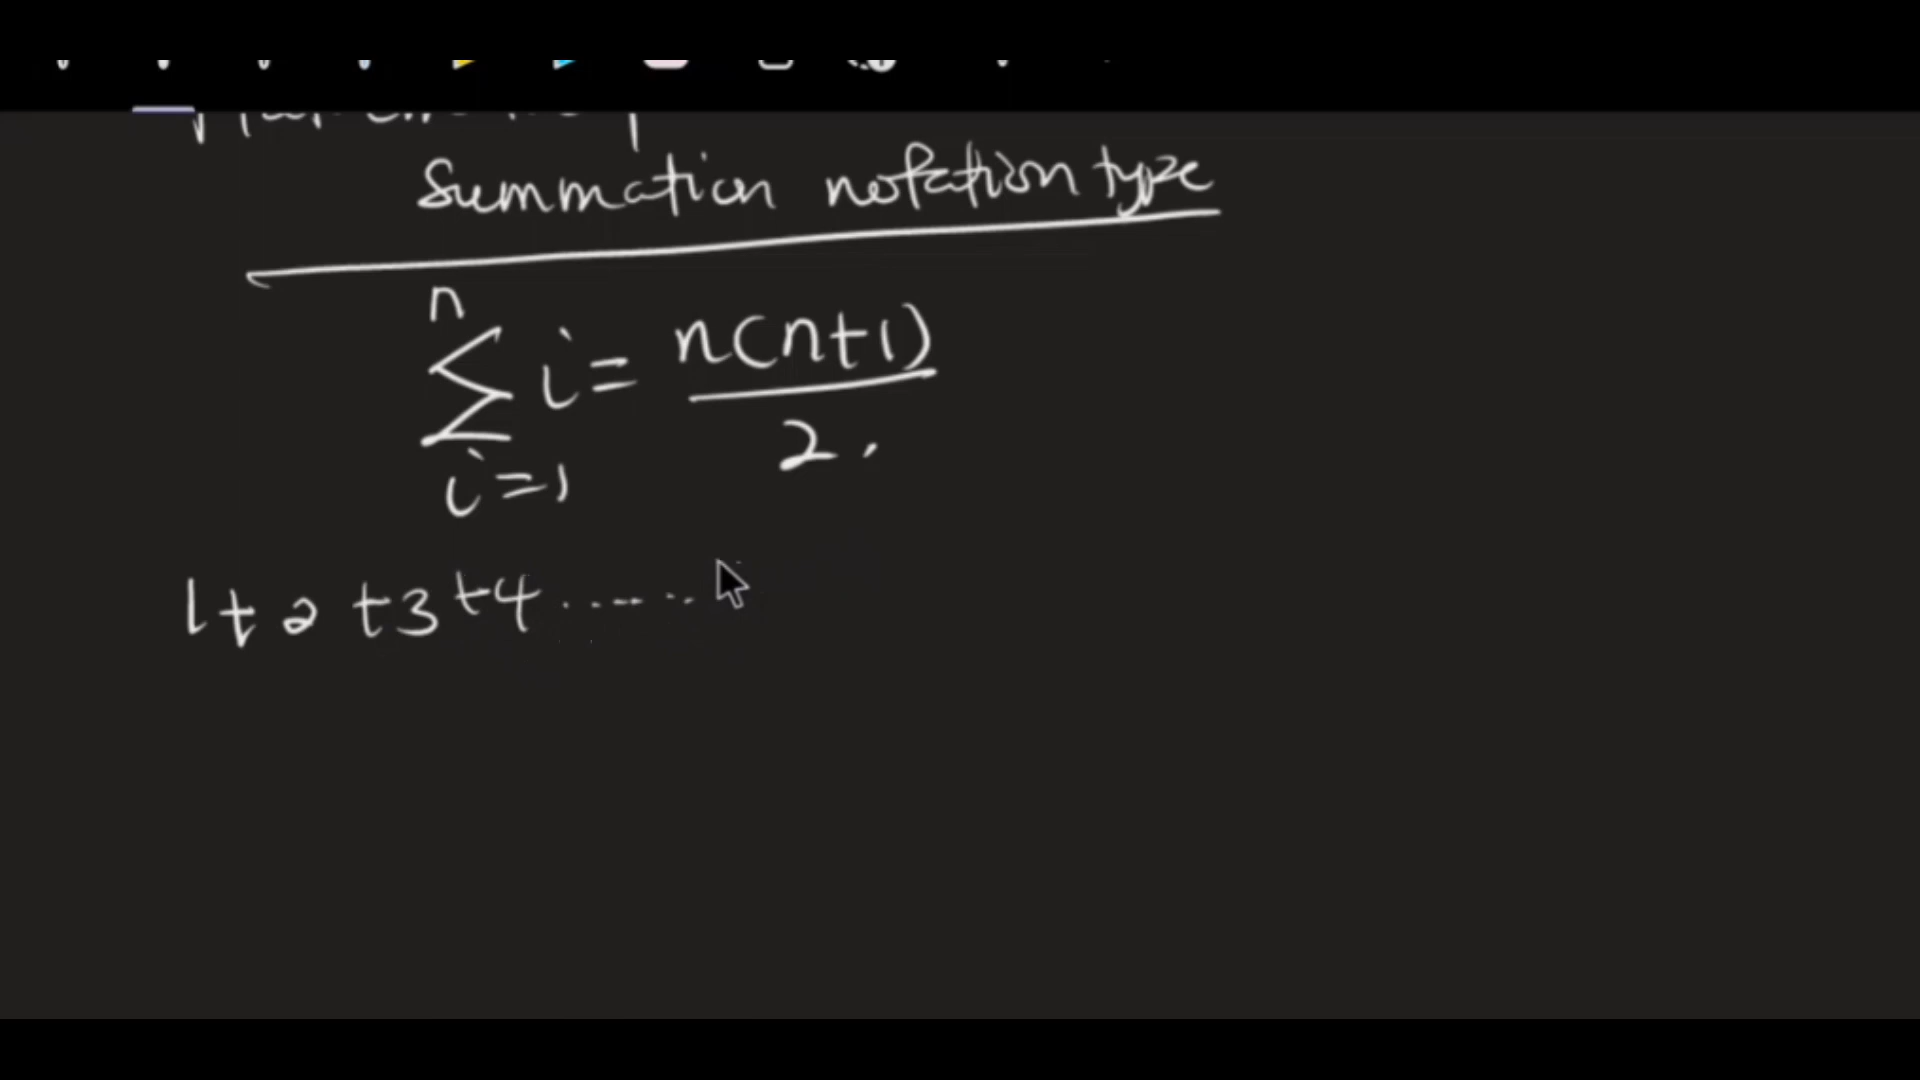 Summation notation type
n
∑ i = n(n+1)/2.
i=1
1+2+3+4......